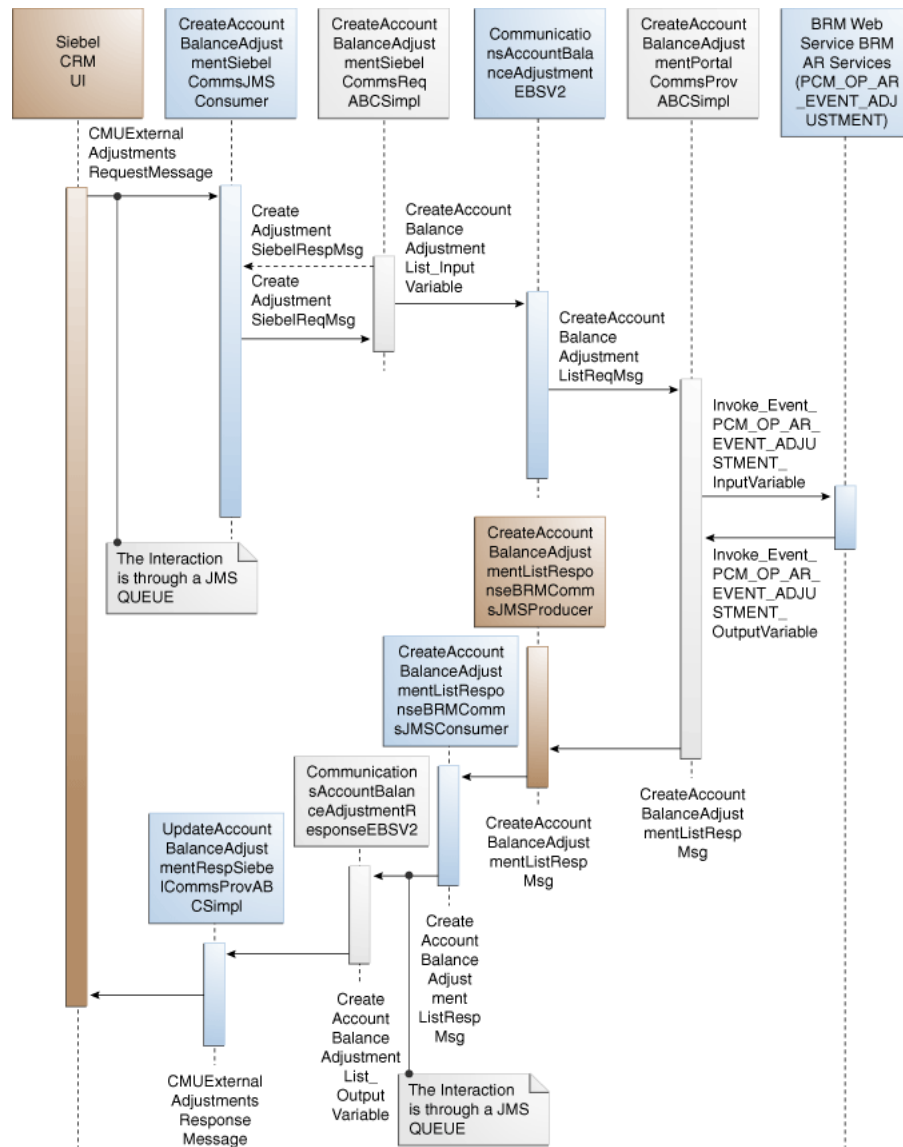 Siebel
CRM
UI
CreateAccount
BalanceAdjust
mentSiebel
CommsJMS
Consumer
CreateAccount
BalanceAdjust
mentSiebel
CommsReq
ABCSimpl
Communicatio
nsAccountBala
nceAdjustment
EBSV2
CreateAccount
BalanceAdjust
mentPortal
CommsProv
ABCSimpl
BRM Web
Service BRM
AR Services
(PCM_OP_AR
_EVENT_ADJ
USTMENT)
CMUExternal
Adjustments
RequestMessage
Create
Adjustment
SiebelRespMsg
Create
Adjustment
SiebelReqMsg
CreateAccount
Balance
Adjustment
List_Input
Variable
CreateAccount
Balance
Adjustment
ListReqMsg
Invoke_Event_
PCM_OP_AR_
EVENT_ADJU
STMENT_
InputVariable
The Interaction
is through a JMS
QUEUE
CreateAccount
BalanceAdjust
mentListRespo
nseBRMComm
sJMSProducer
Invoke_Event_
PCM_OP_AR_
EVENT_ADJU
STMENT_
OutputVariable
CreateAccount
BalanceAdjust
mentListRespo
nseBRMComm
sJMSConsumer
Communication
sAccountBalan
ceAdjustmentR
esponseEBSV2
CreateAccount
BalanceAdjust
mentListResp
Msg
CreateAccount
BalanceAdjust
mentListResp
Msg
UpdateAccount
BalanceAdjust
mentRespSiebe
lCommsProvAB
CSimpl
Create
Account
Balance
Adjust
ment
ListResp
Msg
Create
Account
Balance
Adjustment
List_
Output
Variable
CMUExternal
Adjustments
Response
Message
The Interaction
is through a JMS
QUEUE